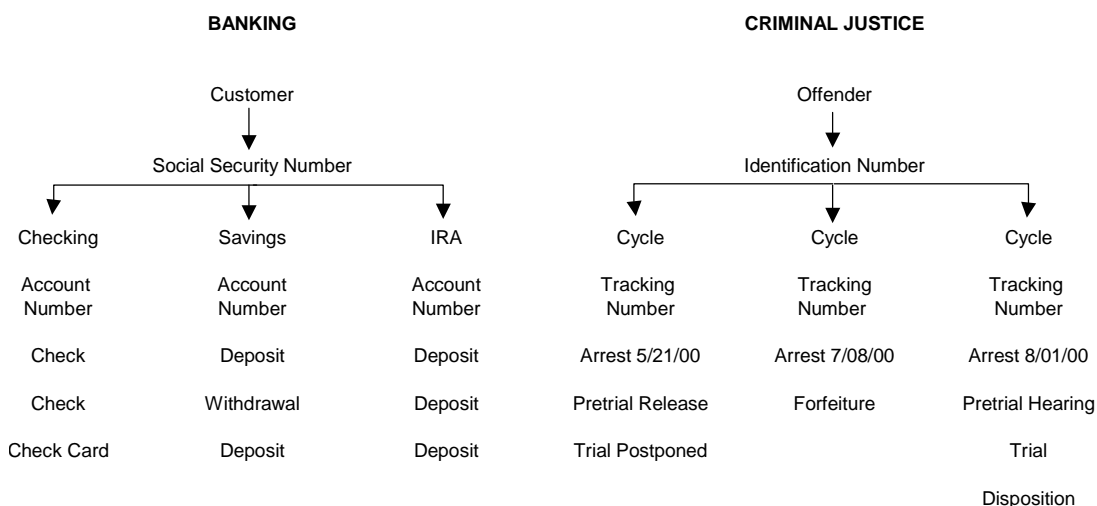 BANKING CRIMINAL JUSTICE
Customer Offender
Social Security Number Identification Number
Checking Savings IRA Cycle Cycle Cycle
Account Account Account Tracking Tracking Tracking
Number Number Number Number Number Number
Check Deposit Deposit Arrest 5/21/00 Arrest 7/08/00 Arrest 8/01/00
Check Withdrawal Deposit Pretrial Release Forfeiture Pretrial Hearing
Check Card Deposit Deposit Trial Postponed Trial
Disposition